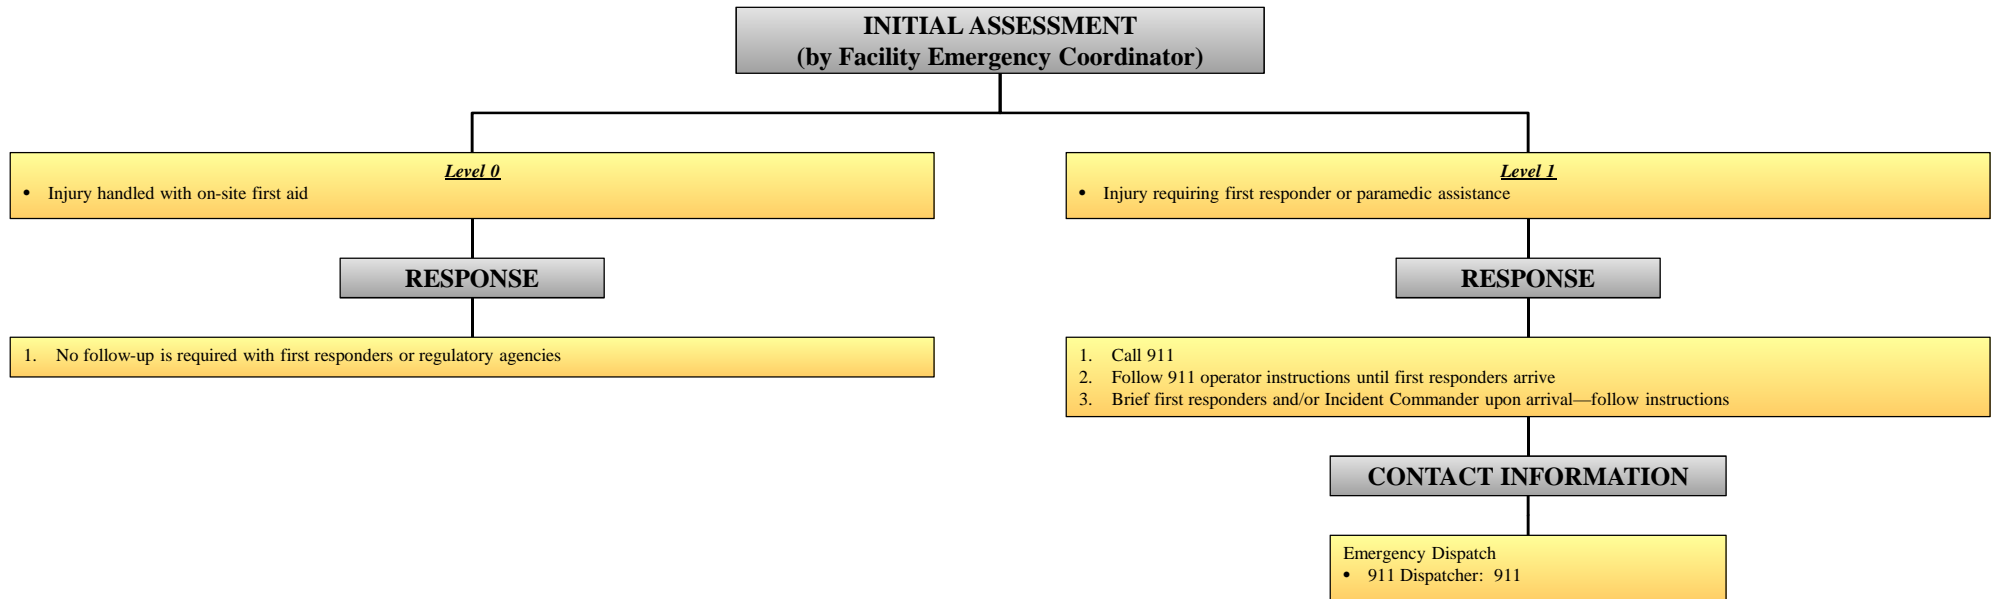 INITIAL ASSESSMENT
(by Facility Emergency Coordinator)
Level 0
• Injury handled with on-site first aid
RESPONSE
1. No follow-up is required with first responders or regulatory agencies
Level 1
• Injury requiring first responder or paramedic assistance
RESPONSE
1. Call 911
2. Follow 911 operator instructions until first responders arrive
3. Brief first responders and/or Incident Commander upon arrival—follow instructions
CONTACT INFORMATION
Emergency Dispatch
• 911 Dispatcher: 911